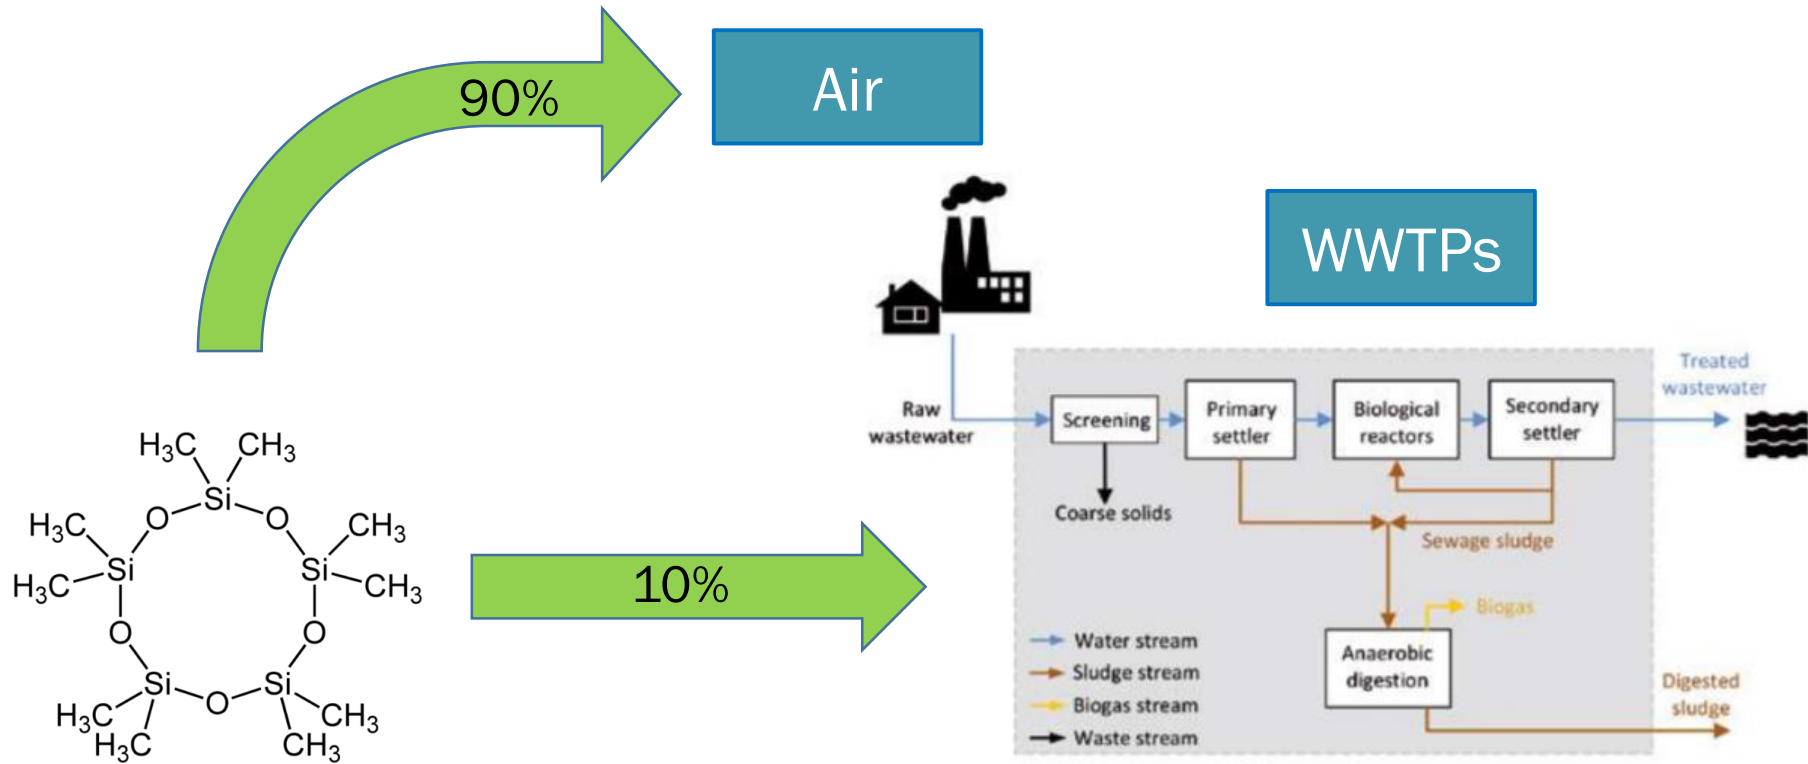 90%
Air
WWTPs
Raw
wastewater
Screening
Primary
settler
Biological
reactors
Secondary
settler
Treated
wastewater
Coarse solids
Sewage sludge
Biogas
Anaerobic
digestion
Digested
sludge
Water stream
Sludge stream
Biogas stream
Waste stream
10%
H₃C CH₃
Si
O O
H₃C CH₃
Si Si
H₃C CH₃
O O
Si Si
O
H₃C CH₃
H₃C CH₃